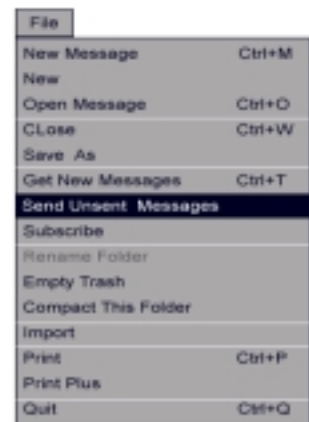 File
New Message Ctrl+M
New
Open Message Ctrl+O
CLose Ctrl+W
Save As
Get New Messages Ctrl+T
Send Unsent Messages
Subscribe
Rename Folder
Empty Trash
Compact This Folder
Import
Print Ctrl+P
Print Plus
Quit Ctrl+Q